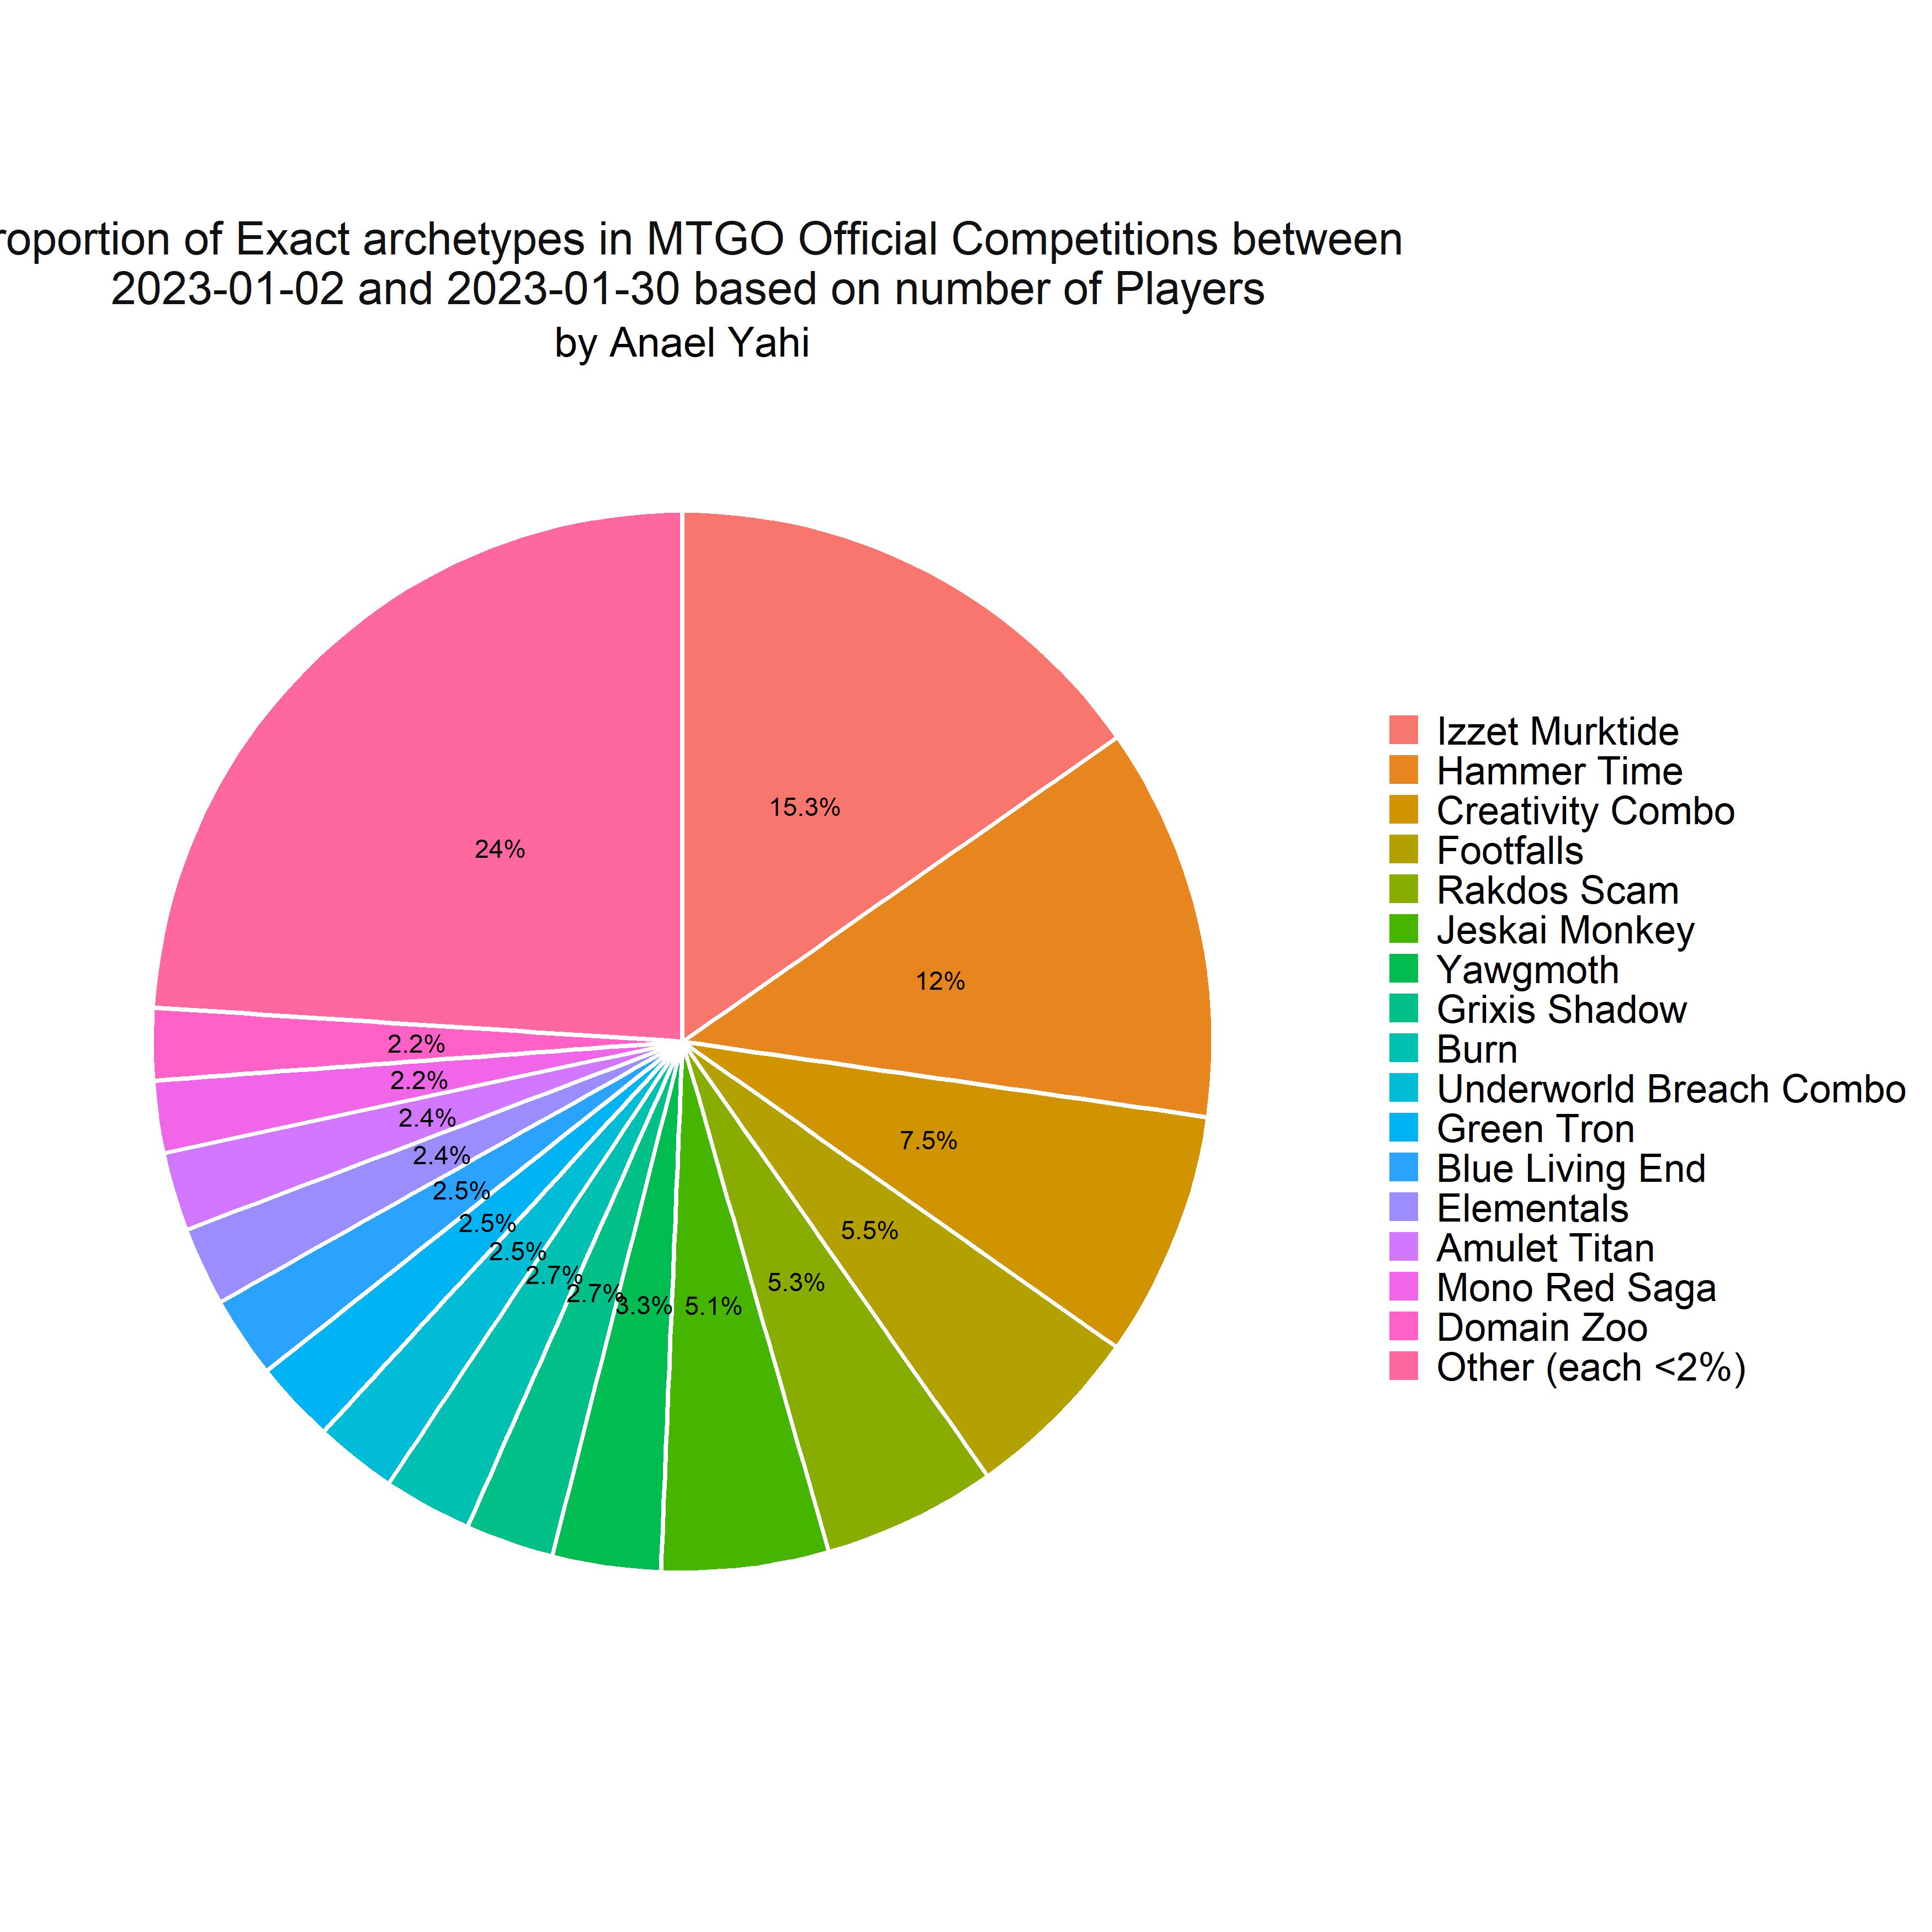 roportion of Exact archetypes in MTGO Official Competitions between
2023-01-02 and 2023-01-30 based on number of Players
by Anael Yahi
15.3%
12%
7.5%
5.5%
5.3%
5.1%
3.3%
2.7%
2.7%
2.5%
2.5%
2.5%
2.4%
2.4%
2.2%
2.2%
24%
Izzet Murktide
Hammer Time
Creativity Combo
Footfalls
Rakdos Scam
Jeskai Monkey
Yawgmoth
Grixis Shadow
Burn
Underworld Breach Combo
Green Tron
Blue Living End
Elementals
Amulet Titan
Mono Red Saga
Domain Zoo
Other (each <2%)